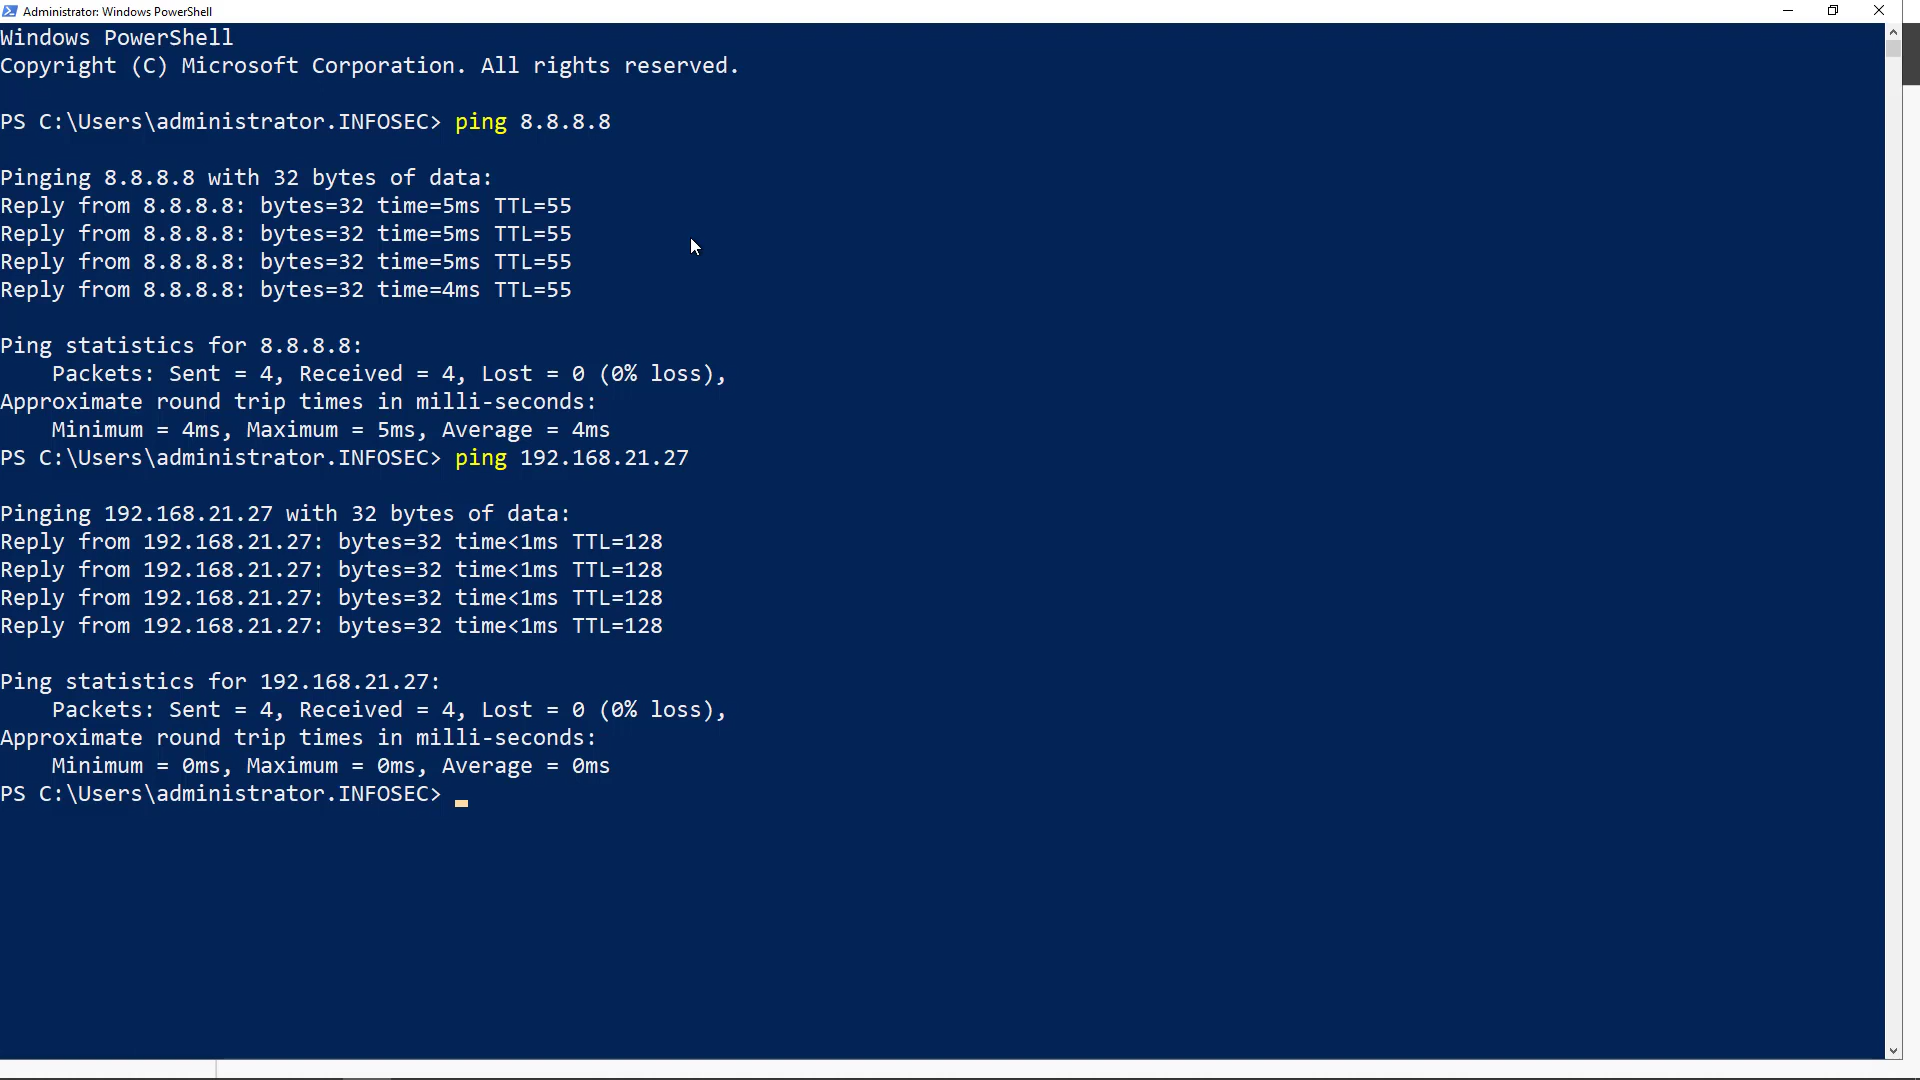 Administrator: Windows PowerShell
Windows PowerShell
Copyright (C) Microsoft Corporation. All rights reserved.
PS C:\Users\administrator.INFOSEC> ping 8.8.8.8
Pinging 8.8.8.8 with 32 bytes of data:
Reply from 8.8.8.8: bytes=32 time=5ms TTL=55
Reply from 8.8.8.8: bytes=32 time=5ms TTL=55
Reply from 8.8.8.8: bytes=32 time=5ms TTL=55
Reply from 8.8.8.8: bytes=32 time=4ms TTL=55
Ping statistics for 8.8.8.8:
    Packets: Sent = 4, Received = 4, Lost = 0 (0% loss),
Approximate round trip times in milli-seconds:
    Minimum = 4ms, Maximum = 5ms, Average = 4ms
PS C:\Users\administrator.INFOSEC> ping 192.168.21.27
Pinging 192.168.21.27 with 32 bytes of data:
Reply from 192.168.21.27: bytes=32 time<1ms TTL=128
Reply from 192.168.21.27: bytes=32 time<1ms TTL=128
Reply from 192.168.21.27: bytes=32 time<1ms TTL=128
Reply from 192.168.21.27: bytes=32 time<1ms TTL=128
Ping statistics for 192.168.21.27:
    Packets: Sent = 4, Received = 4, Lost = 0 (0% loss),
Approximate round trip times in milli-seconds:
    Minimum = 0ms, Maximum = 0ms, Average = 0ms
PS C:\Users\administrator.INFOSEC>